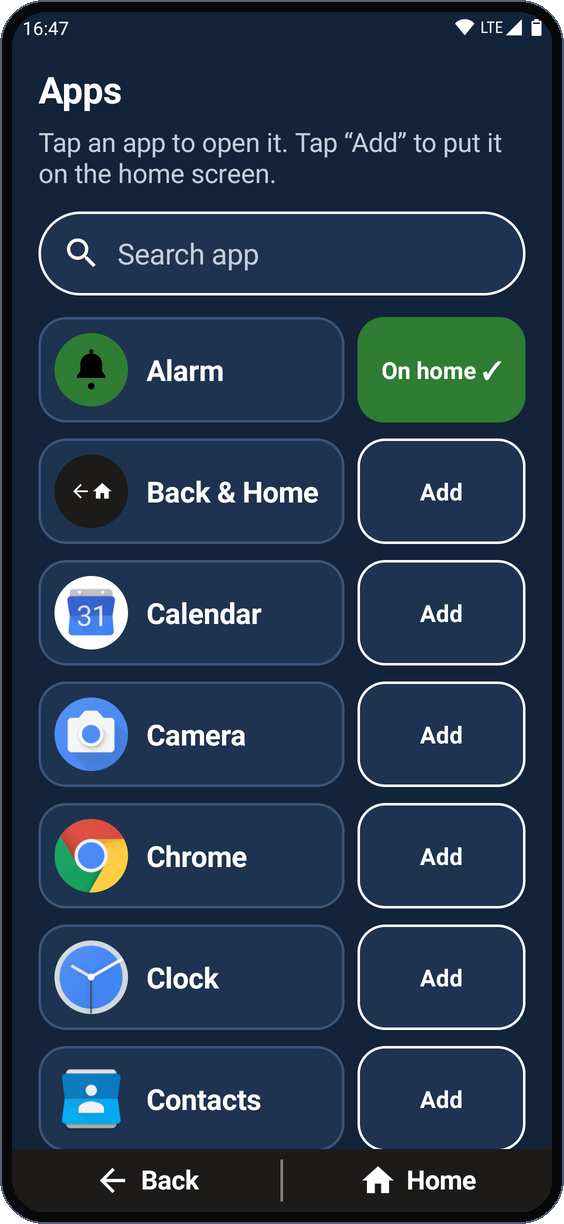 16:47
LTE
Apps
Tap an app to open it. Tap “Add” to put it
on the home screen.
Search app
Alarm
On home ✓
Back & Home
Add
31
Calendar
Add
Camera
Add
Chrome
Add
Clock
Add
Contacts
Add
Back
Home